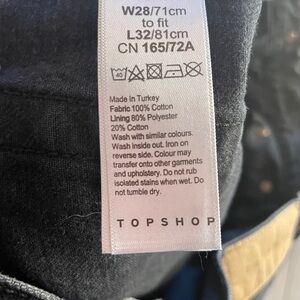 W28/71cm
to fit
L32/81cm
CN 165/72A
40
Made in Turkey
Fabric 100% Cotton
Lining 80% Polyester
20% Cotton
Wash with similar colours.
Wash inside out. Iron on
reverse side. Colour may
transfer onto other garments
and upholstery. Do not rub
isolated stains when wet. Do
not tumble dry.
TOPSHOP